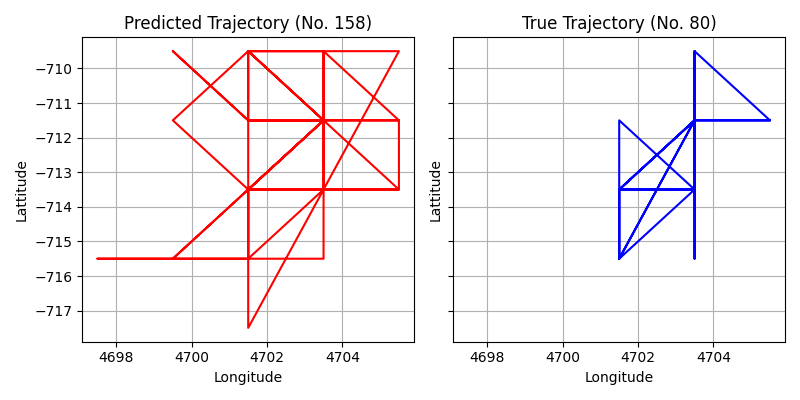 Predicted Trajectory (No. 158)
True Trajectory (No. 80)
Lattitude
−710
−711
−712
−713
−714
−715
−716
−717
4698
4700
4702
4704
Longitude
Lattitude
4698
4700
4702
4704
Longitude